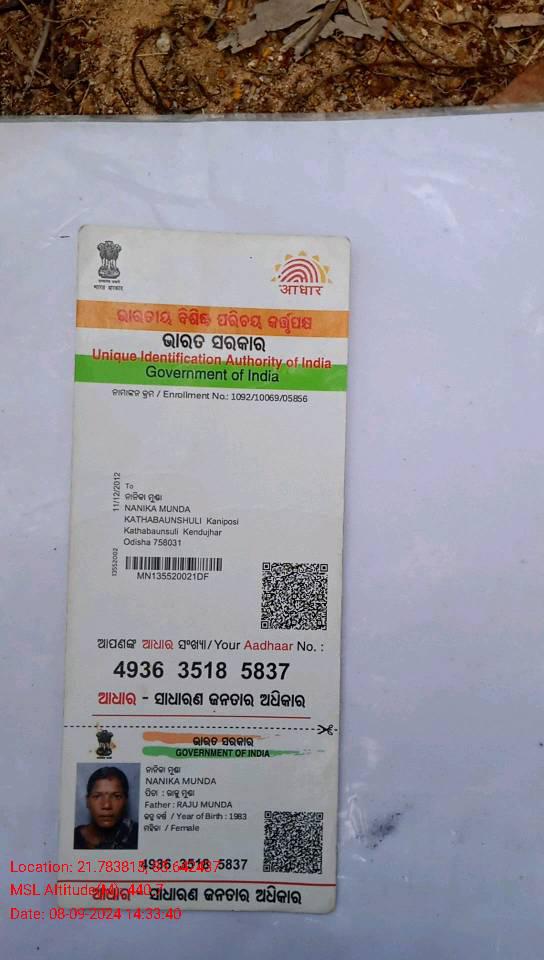 भारत सरकार
आधार
ଭାରତୀୟ ବିଶିଷ୍ଟ ପରିଚୟ କର୍ତ୍ତୃପକ୍ଷ
ଭାରତ ସରକାର
Unique Identification Authority of India
Government of India
ନାମାଙ୍କନ କ୍ରମ / Enrollment No.: 1092/10069/05856
11/12/2012
To
ନାନିକା ମୁଣ୍ଡା
NANIKA MUNDA
KATHABAUNSHULI Kaniposi
Kathabaunsuli Kendujhar
Odisha 758031
13552002
MN135520021DF
ଆପଣଙ୍କ ଆଧାର ସଂଖ୍ୟା / Your Aadhaar No. :
4936 3518 5837
ଆଧାର - ସାଧାରଣ ଜନତାର ଅଧିକାର
ଭାରତ ସରକାର
GOVERNMENT OF INDIA
ନାନିକା ମୁଣ୍ଡା
NANIKA MUNDA
ପିତା : ରାଜୁ ମୁଣ୍ଡା
Father : RAJU MUNDA
ଜନ୍ମ ବର୍ଷ / Year of Birth : 1983
ମହିଳା / Female
4936 3518 5837
ଆଧାର - ସାଧାରଣ ଜନତାର ଅଧିକାର
Location: 21.783813,
MSL Altitude(M): 440.7
Date: 08-09-2024 14:33:40